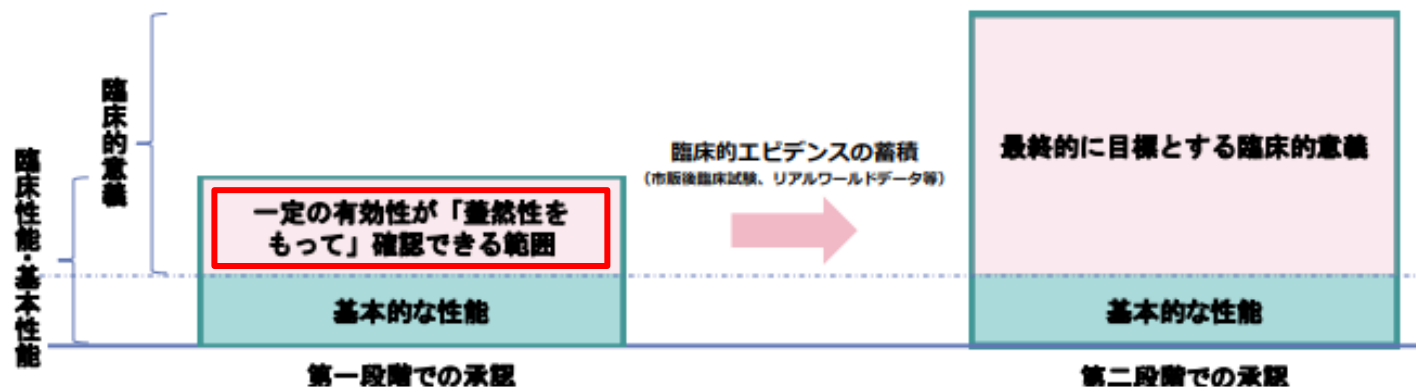 臨床性能・基本性能
臨床的意義
一定の有効性が「蓋然性を
もって」確認できる範囲
基本的な性能
第一段階での承認
臨床的エビデンスの蓄積
（市販後臨床試験、リアルワールドデータ等）
最終的に目標とする臨床的意義
基本的な性能
第二段階での承認